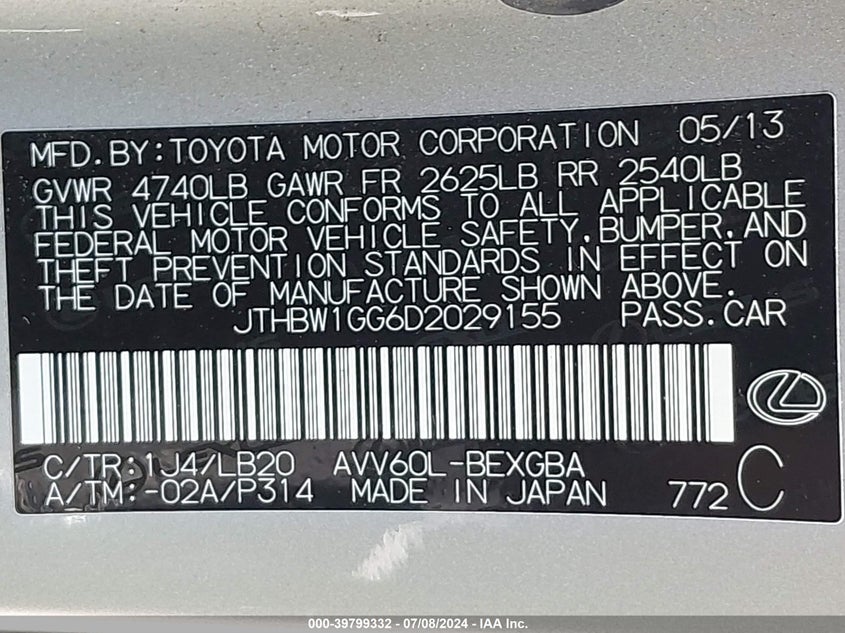 MFD.BY:TOYOTA MOTOR CORPORATION 05/13
GVWR 4740LB GAWR FR 2625LB RR 2540LB
THIS VEHICLE CONFORMS TO ALL APPLICABLE
FEDERAL MOTOR VEHICLE SAFETY,BUMPER,AND
THEFT PREVENTION STANDARDS IN EFFECT ON
THE DATE OF MANUFACTURE SHOWN ABOVE.
JTHBW1GG6D2029155 PASS.CAR
C/TR:1J4/LB20 AVV60L-BEXGBA
A/TM:-02A/P314 MADE IN JAPAN 772 C
000-39799332 - 07/08/2024 - IAA Inc.